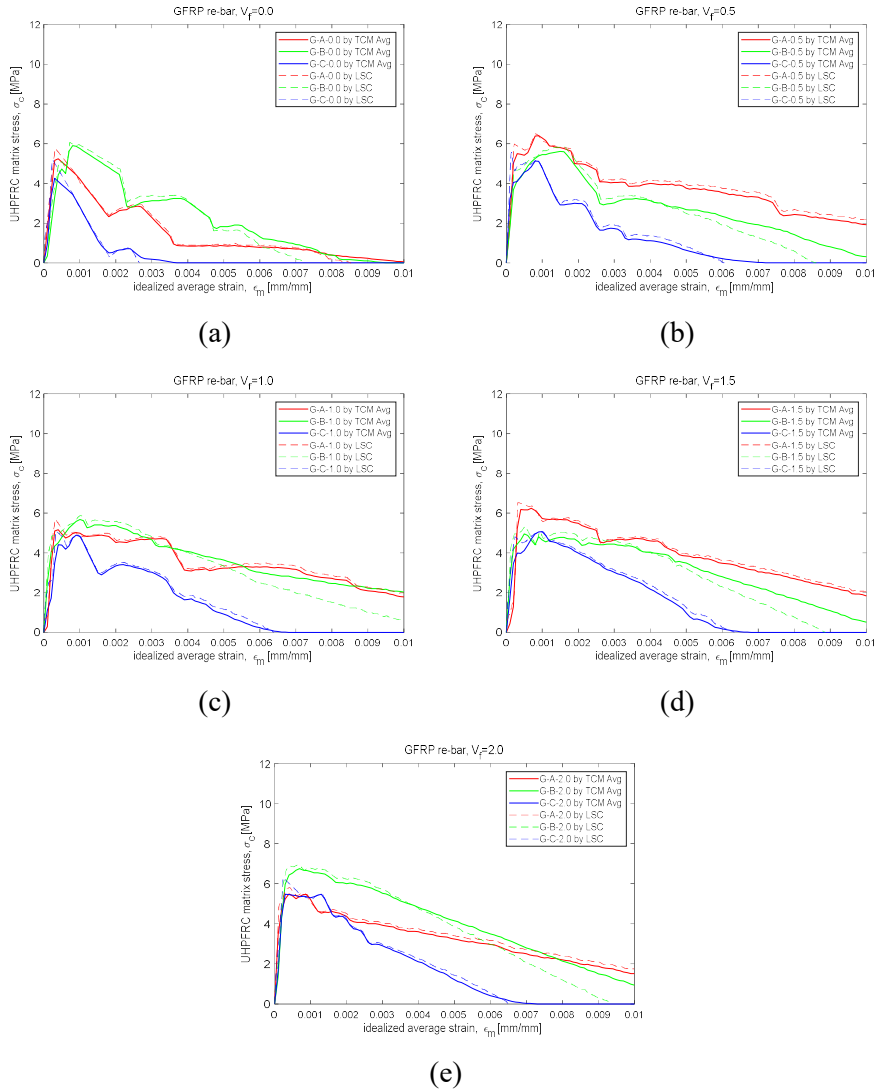 GFRP re-bar, V_f=0.0
UHPFRC matrix stress, σ_c [MPa]
12
10
8
6
4
2
0
G-A-0.0 by TCM Avg
G-B-0.0 by TCM Avg
G-C-0.0 by TCM Avg
G-A-0.0 by LSC
G-B-0.0 by LSC
G-C-0.0 by LSC
0 0.001 0.002 0.003 0.004 0.005 0.006 0.007 0.008 0.009 0.01
idealized average strain, ϵ_m [mm/mm]
(a)
GFRP re-bar, V_f=0.5
UHPFRC matrix stress, σ_c [MPa]
12
10
8
6
4
2
0
G-A-0.5 by TCM Avg
G-B-0.5 by TCM Avg
G-C-0.5 by TCM Avg
G-A-0.5 by LSC
G-B-0.5 by LSC
G-C-0.5 by LSC
0 0.001 0.002 0.003 0.004 0.005 0.006 0.007 0.008 0.009 0.01
idealized average strain, ϵ_m [mm/mm]
(b)
GFRP re-bar, V_f=1.0
UHPFRC matrix stress, σ_c [MPa]
12
10
8
6
4
2
0
G-A-1.0 by TCM Avg
G-B-1.0 by TCM Avg
G-C-1.0 by TCM Avg
G-A-1.0 by LSC
G-B-1.0 by LSC
G-C-1.0 by LSC
0 0.001 0.002 0.003 0.004 0.005 0.006 0.007 0.008 0.009 0.01
idealized average strain, ϵ_m [mm/mm]
(c)
GFRP re-bar, V_f=1.5
UHPFRC matrix stress, σ_c [MPa]
12
10
8
6
4
2
0
G-A-1.5 by TCM Avg
G-B-1.5 by TCM Avg
G-C-1.5 by TCM Avg
G-A-1.5 by LSC
G-B-1.5 by LSC
G-C-1.5 by LSC
0 0.001 0.002 0.003 0.004 0.005 0.006 0.007 0.008 0.009 0.01
idealized average strain, ϵ_m [mm/mm]
(d)
GFRP re-bar, V_f=2.0
UHPFRC matrix stress, σ_c [MPa]
12
10
8
6
4
2
0
G-A-2.0 by TCM Avg
G-B-2.0 by TCM Avg
G-C-2.0 by TCM Avg
G-A-2.0 by LSC
G-B-2.0 by LSC
G-C-2.0 by LSC
0 0.001 0.002 0.003 0.004 0.005 0.006 0.007 0.008 0.009 0.01
idealized average strain, ϵ_m [mm/mm]
(e)